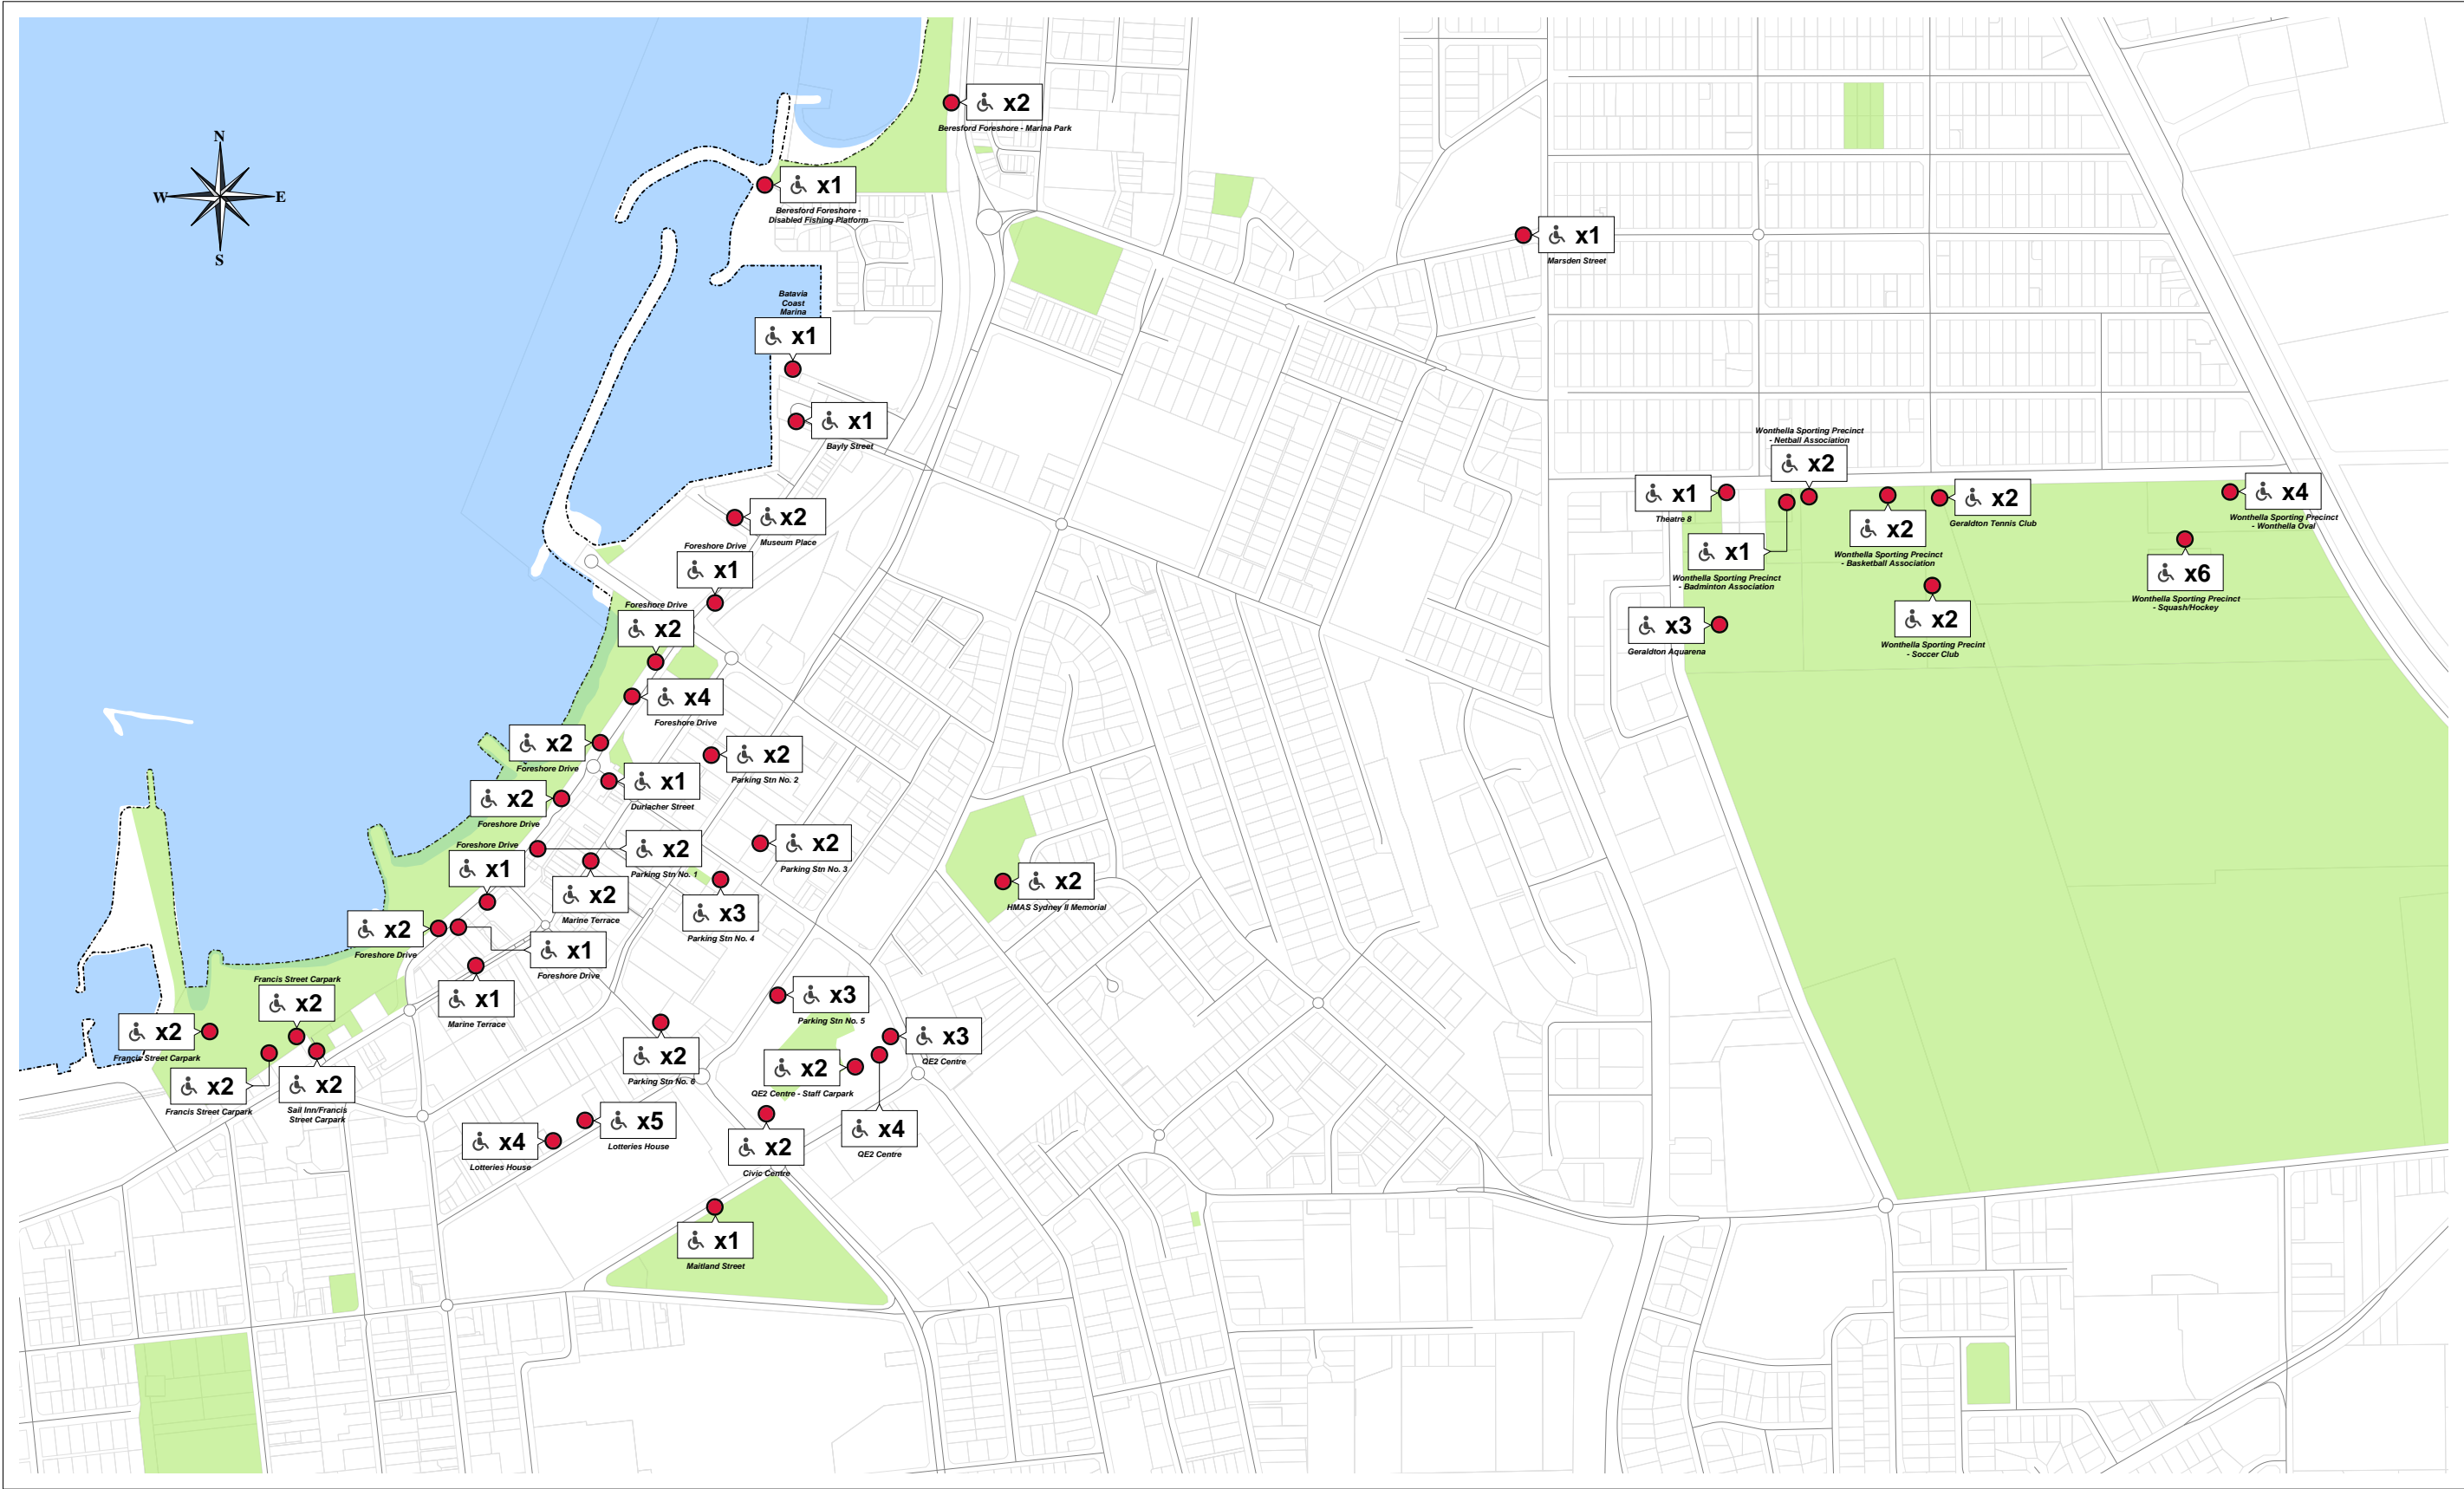 x2
Beresford Foreshore - Marina Park
N
W
E
S
x1
Beresford Foreshore -
Disabled Fishing Platform
x1
Marsden Street
Batavia
Coast
Marina
x1
x1
Bayly Street
Wonthella Sporting Precinct
- Netball Association
x2
x1
Theatre 8
x2
Geraldton Tennis Club
x4
Wonthella Sporting Precinct
- Wonthella Oval
x2
Museum Place
x2
Wonthella Sporting Precinct
- Basketball Association
x1
Wonthella Sporting Precinct
- Badminton Association
Foreshore Drive
x1
x6
Wonthella Sporting Precinct
- Squash/Hockey
Foreshore Drive
x2
x3
Geraldton Aquarena
x2
Wonthella Sporting Precint
- Soccer Club
x4
Foreshore Drive
x2
Foreshore Drive
x2
Parking Stn No. 2
x1
Durlacher Street
x2
Foreshore Drive
x2
Parking Stn No. 1
x2
Parking Stn No. 3
Foreshore Drive
x1
x2
Marine Terrace
x2
HMAS Sydney II Memorial
x3
Parking Stn No. 4
x2
Foreshore Drive
x1
Foreshore Drive
x1
Marine Terrace
x3
Parking Stn No. 5
Francis Street Carpark
x2
x2
Francis Street Carpark
x3
QE2 Centre
x2
Parking Stn No. 6
x2
QE2 Centre - Staff Carpark
x2
Francis Street Carpark
x2
Sail Inn/Francis
Street Carpark
x5
Lotteries House
x4
QE2 Centre
x4
Lotteries House
x2
Civic Centre
x1
Maitland Street